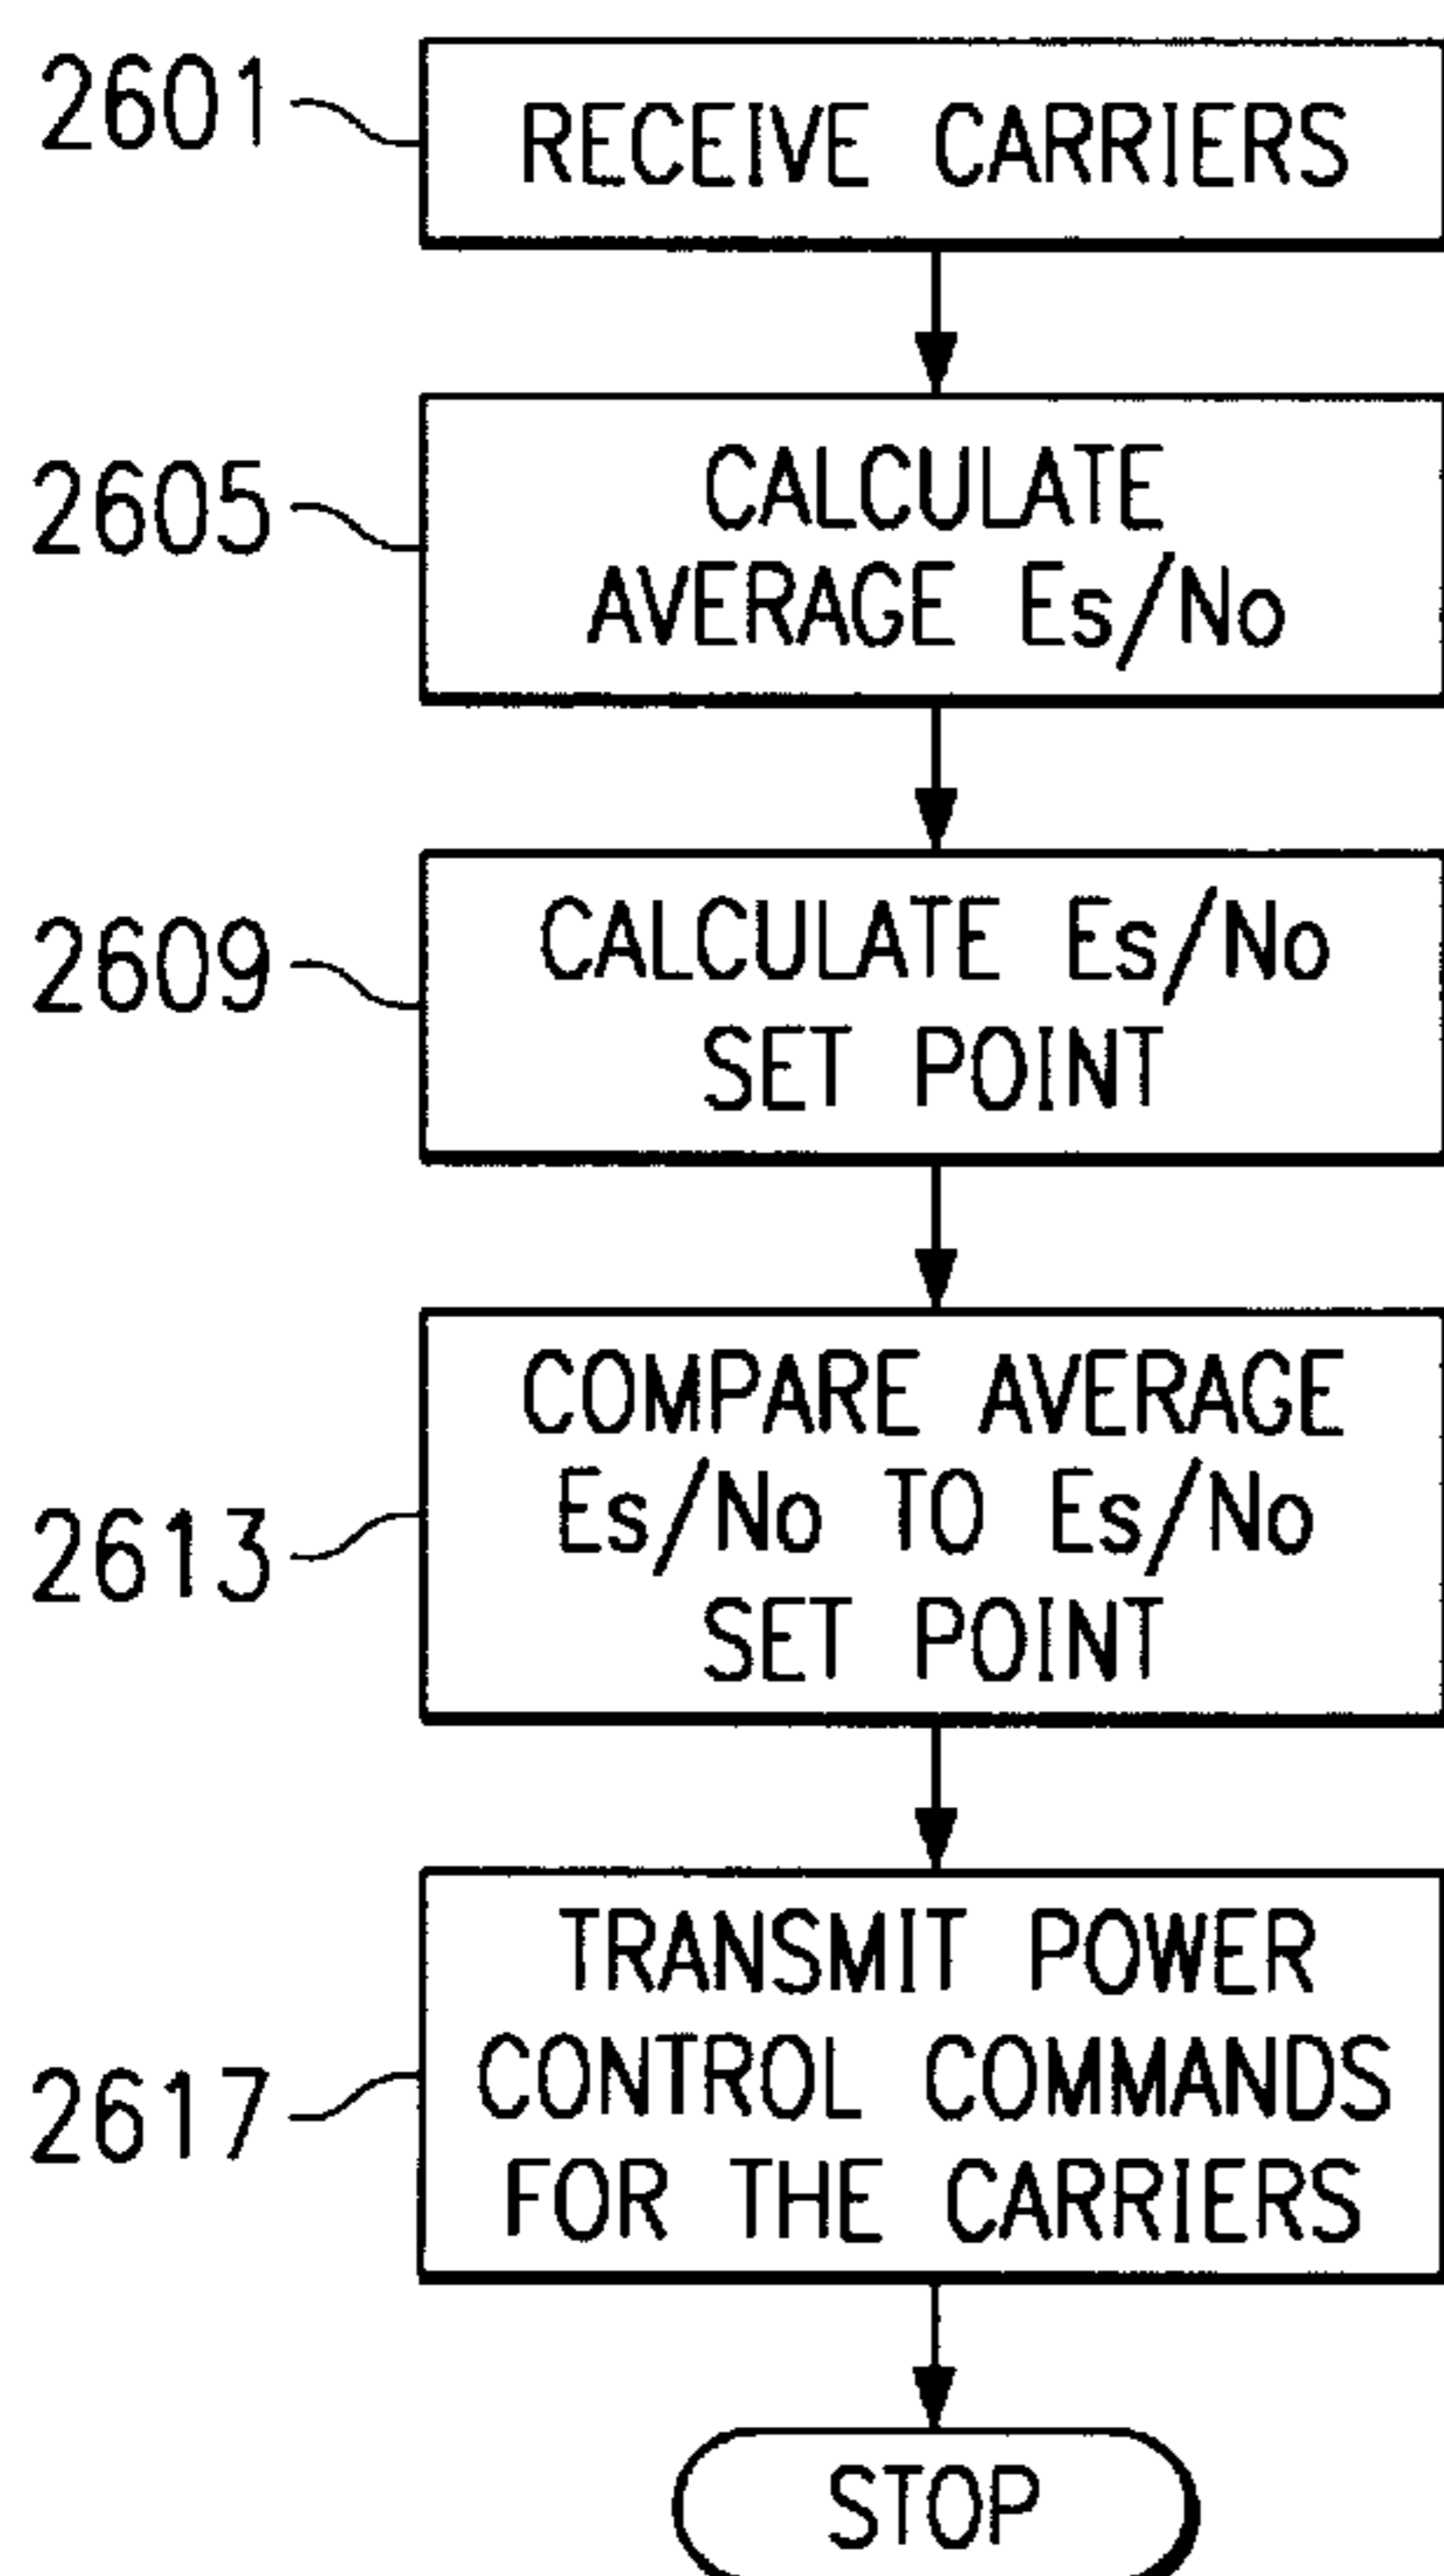 2601
RECEIVE CARRIERS
2605
CALCULATE
AVERAGE Es/No
2609
CALCULATE Es/No
SET POINT
2613
COMPARE AVERAGE
Es/No TO Es/No
SET POINT
2617
TRANSMIT POWER
CONTROL COMMANDS
FOR THE CARRIERS
STOP